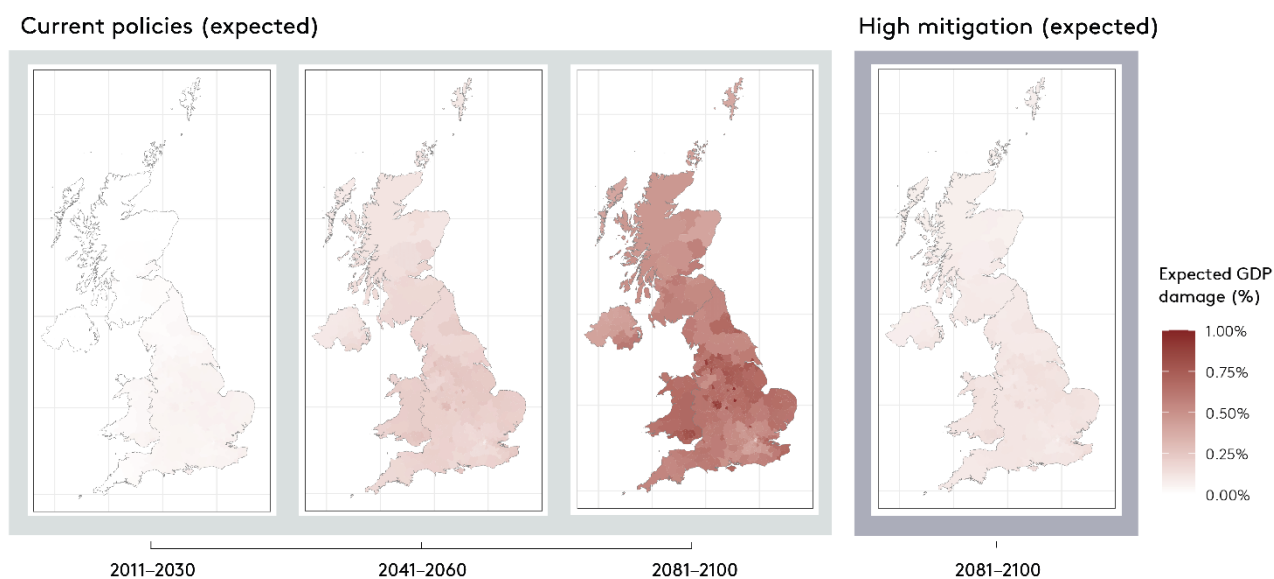 Current policies (expected)
High mitigation (expected)
Expected GDP
damage (%)
1.00%
0.75%
0.50%
0.25%
0.00%
2011–2030
2041–2060
2081–2100
2081–2100